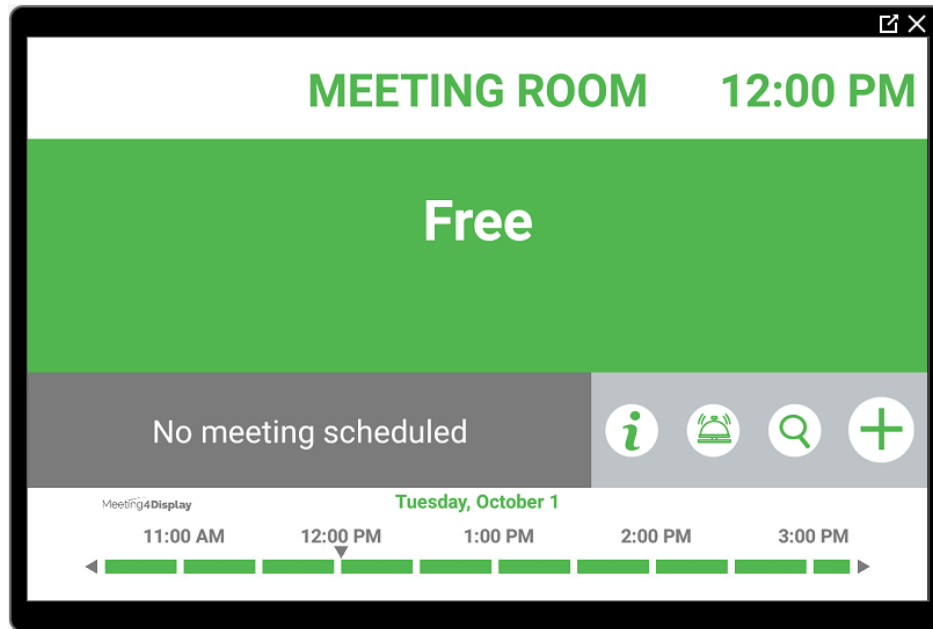 MEETING ROOM 12:00 PM
Free
No meeting scheduled
Meeting4Display
Tuesday, October 1
11:00 AM 12:00 PM 1:00 PM 2:00 PM 3:00 PM